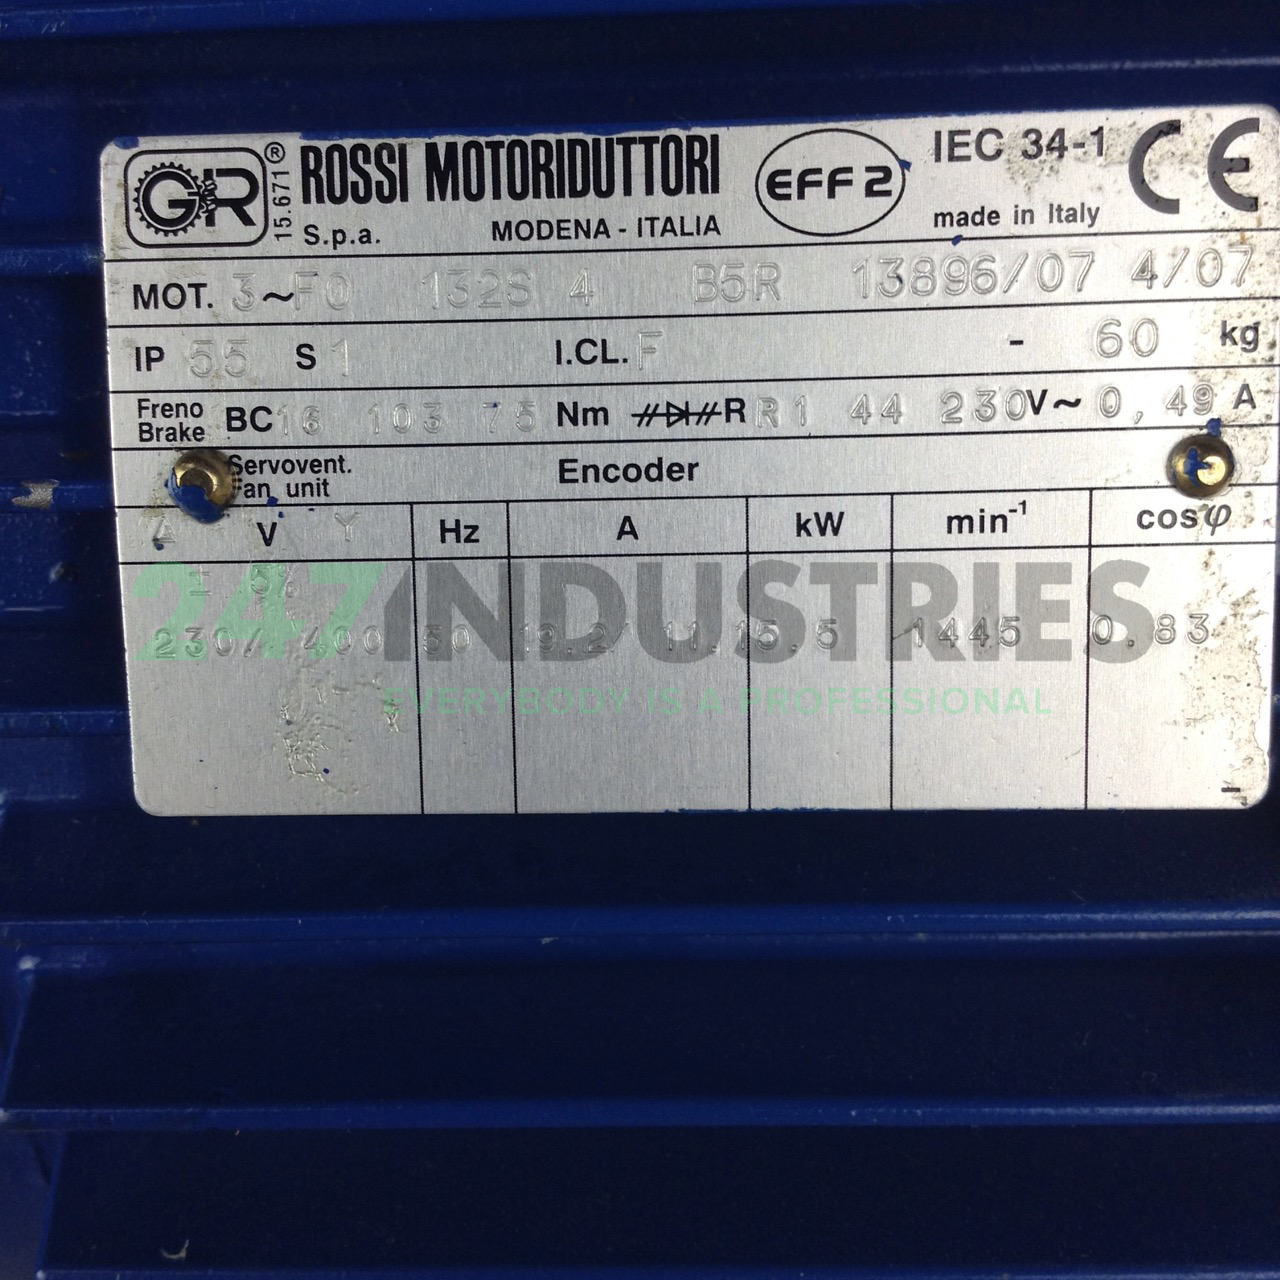 GR ® 15.671 ROSSI MOTORIDUTTORI EFF 2 IEC 34-1 CE
S.p.a. MODENA - ITALIA made in Italy
MOT. 3~ F0 132S 4 B5R 13896/07 4/07
IP 55 S 1 I.CL. F - 60 kg
Freno BC 16 103 75 Nm R R1 44 230 V~ 0,49 A
Brake
Servovent. Encoder
Fan unit
Δ V Y Hz A kW min-1 cosφ
± 5%
230/ 400 50 19.2/ 11.1 5.5 1445 0.83
247INDUSTRIES
EVERYBODY IS A PROFESSIONAL